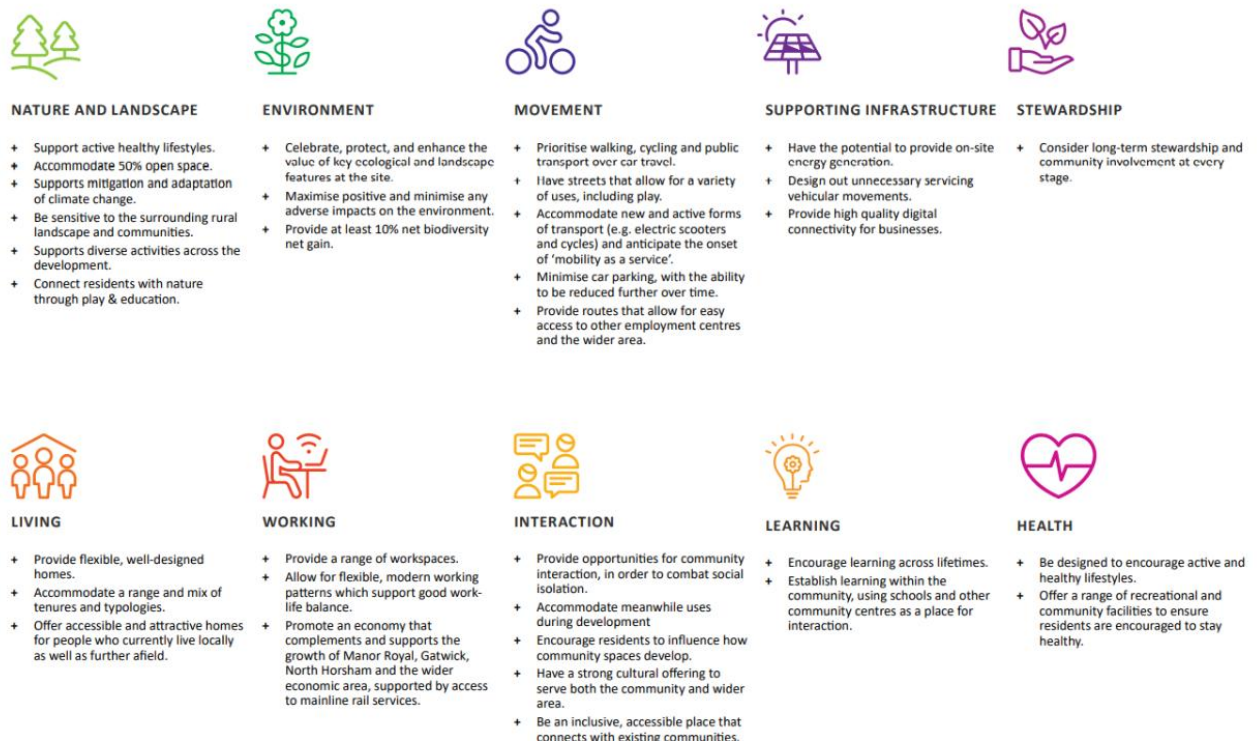 NATURE AND LANDSCAPE
+ Support active healthy lifestyles.
+ Accommodate 50% open space.
+ Supports mitigation and adaptation
of climate change.
+ Be sensitive to the surrounding rural
landscape and communities.
+ Supports diverse activities across the
development.
+ Connect residents with nature
through play & education.
ENVIRONMENT
+ Celebrate, protect, and enhance the
value of key ecological and landscape
features at the site.
+ Maximise positive and minimise any
adverse impacts on the environment.
+ Provide at least 10% net biodiversity
net gain.
MOVEMENT
+ Prioritise walking, cycling and public
transport over car travel.
+ Have streets that allow for a variety
of uses, including play.
+ Accommodate new and active forms
of transport (e.g. electric scooters
and cycles) and anticipate the onset
of ‘mobility as a service’.
+ Minimise car parking, with the ability
to be reduced further over time.
+ Provide routes that allow for easy
access to other employment centres
and the wider area.
SUPPORTING INFRASTRUCTURE
+ Have the potential to provide on-site
energy generation.
+ Design out unnecessary servicing
vehicular movements.
+ Provide high quality digital
connectivity for businesses.
STEWARDSHIP
+ Consider long-term stewardship and
community involvement at every
stage.
LIVING
+ Provide flexible, well-designed
homes.
+ Accommodate a range and mix of
tenures and typologies.
+ Offer accessible and attractive homes
for people who currently live locally
as well as further afield.
WORKING
+ Provide a range of workspaces.
+ Allow for flexible, modern working
patterns which support good work-
life balance.
+ Promote an economy that
complements and supports the
growth of Manor Royal, Gatwick,
North Horsham and the wider
economic area, supported by access
to mainline rail services.
INTERACTION
+ Provide opportunities for community
interaction, in order to combat social
isolation.
+ Accommodate meanwhile uses
during development
+ Encourage residents to influence how
community spaces develop.
+ Have a strong cultural offering to
serve both the community and wider
area.
+ Be an inclusive, accessible place that
connects with existing communities.
LEARNING
+ Encourage learning across lifetimes.
+ Establish learning within the
community, using schools and other
community centres as a place for
interaction.
HEALTH
+ Be designed to encourage active and
healthy lifestyles.
+ Offer a range of recreational and
community facilities to ensure
residents are encouraged to stay
healthy.